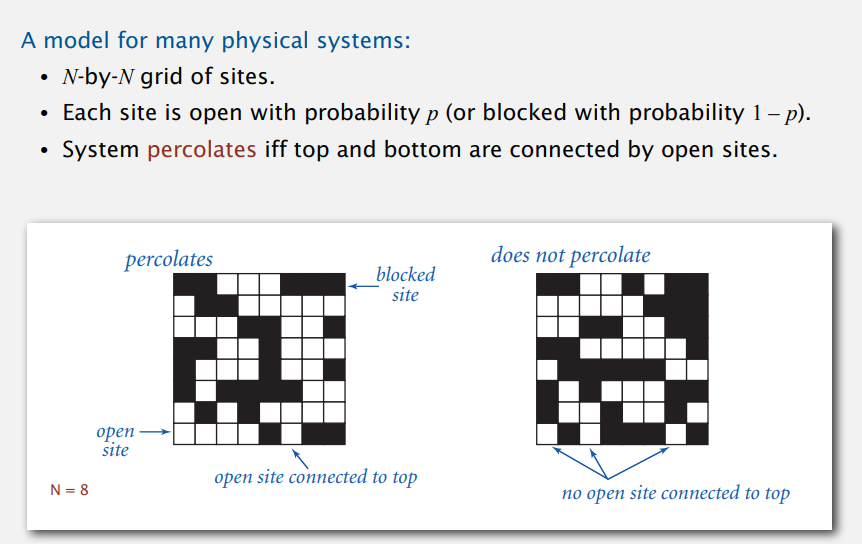 A model for many physical systems:
• N-by-N grid of sites.
• Each site is open with probability p (or blocked with probability 1 – p).
• System percolates iff top and bottom are connected by open sites.
percolates
does not percolate
blocked
site
open
site
open site connected to top
no open site connected to top
N = 8